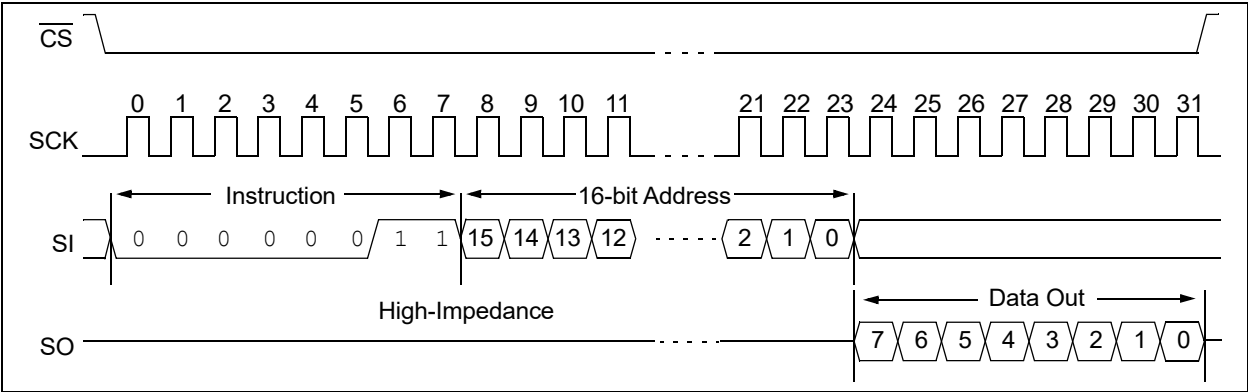 CS
0 1 2 3 4 5 6 7 8 9 10 11 21 22 23 24 25 26 27 28 29 30 31
SCK
Instruction 16-bit Address
SI 0 0 0 0 0 0 1 1 15 14 13 12 2 1 0
High-Impedance Data Out
SO 7 6 5 4 3 2 1 0